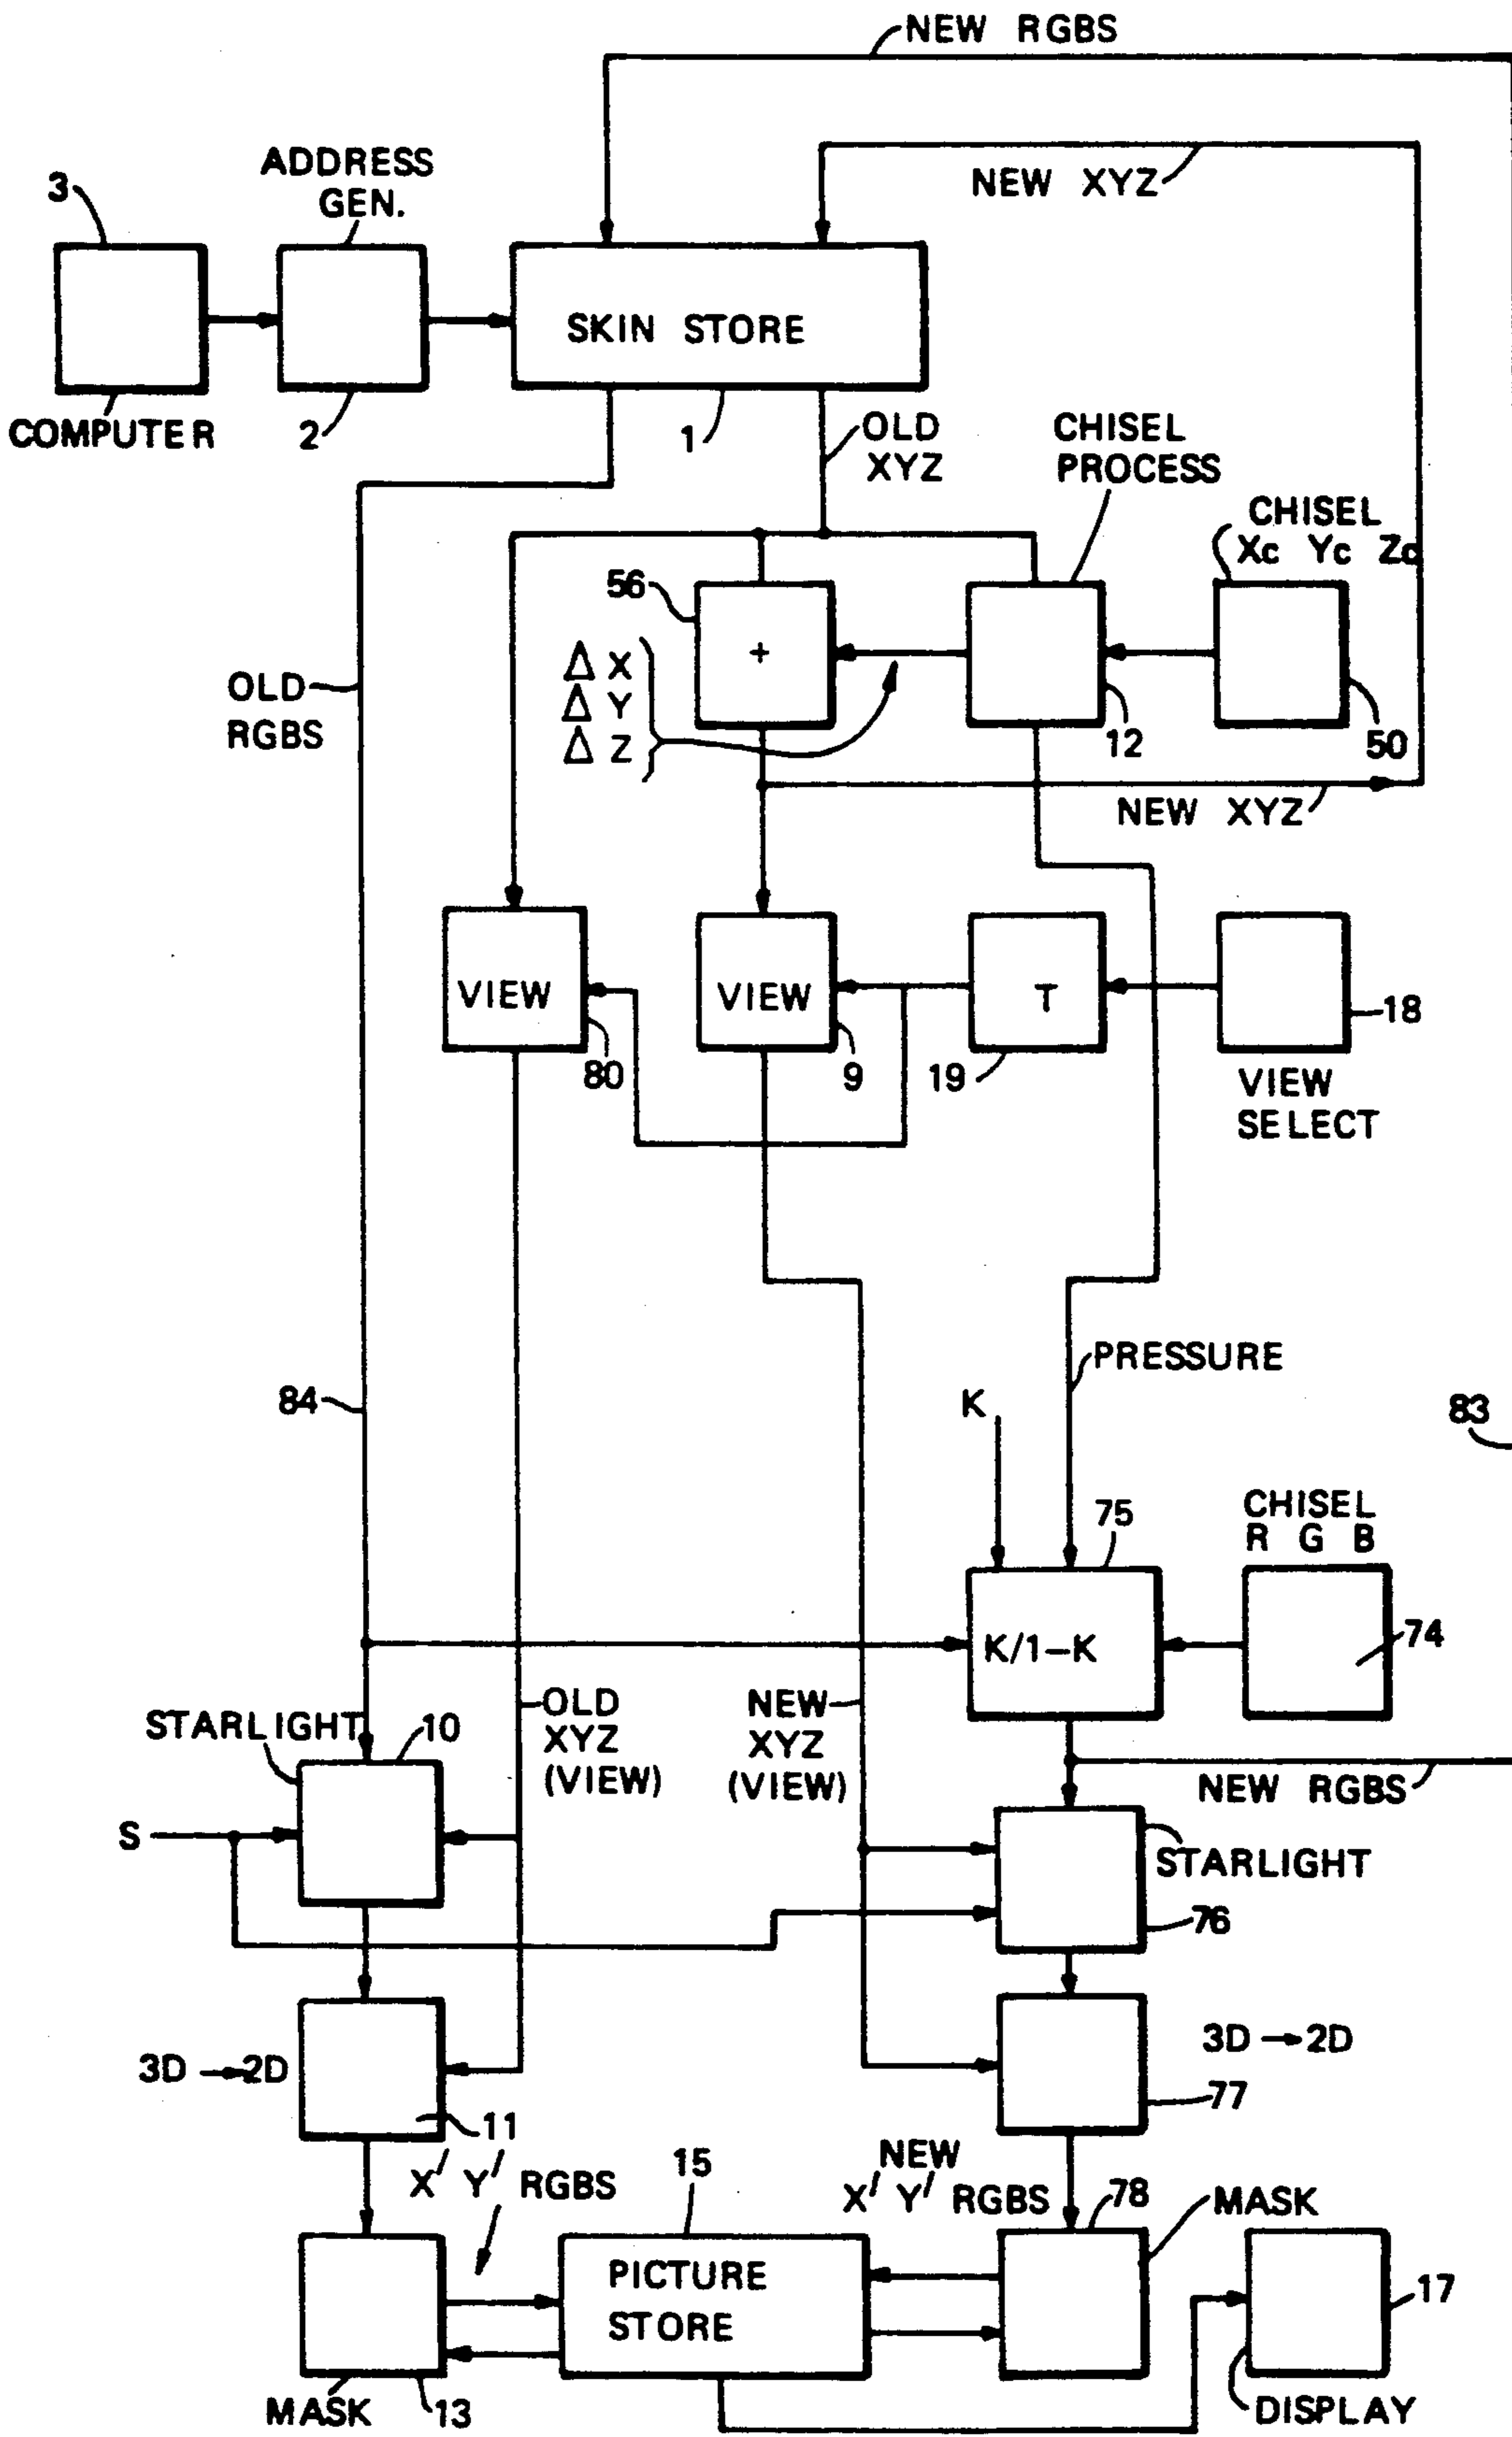 NEW RGBS
NEW XYZ
ADDRESS
GEN.
3
SKIN STORE
COMPUTER
2
1
OLD
XYZ
CHISEL
PROCESS
CHISEL
Xc Yc Zc
56
+
Δ X
Δ Y
Δ Z
12
50
OLD
RGBS
NEW XYZ
VIEW
VIEW
T
80
9
19
18
VIEW
SELECT
PRESSURE
84
K
83
75
CHISEL
R G B
K/1-K
74
STARLIGHT
10
OLD
XYZ
(VIEW)
NEW
XYZ
(VIEW)
NEW RGBS
S
STARLIGHT
76
3D → 2D
3D → 2D
11
77
X' Y' RGBS
15
NEW
X' Y' RGBS
78
MASK
PICTURE
STORE
17
MASK
13
DISPLAY